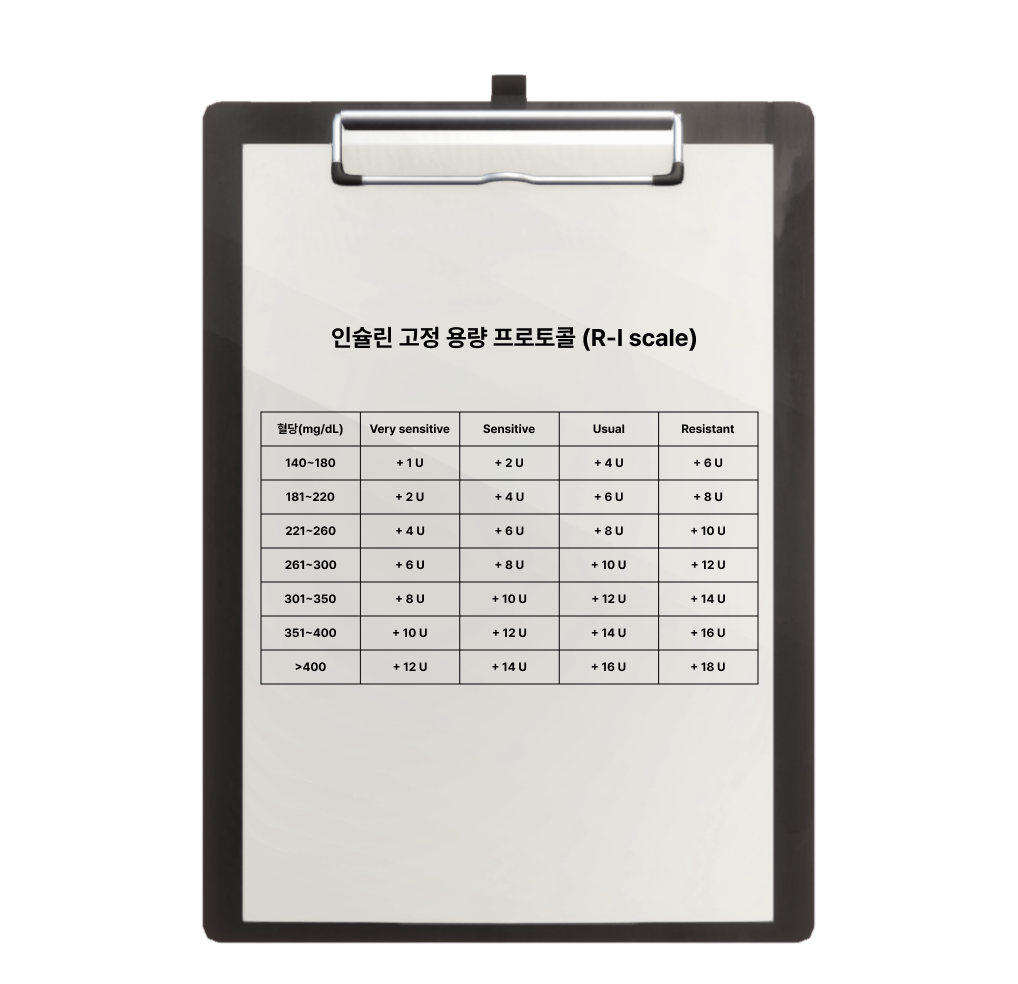 인슐린 고정 용량 프로토콜 (R-I scale)
혈당(mg/dL) Very sensitive Sensitive Usual Resistant
140~180 + 1 U + 2 U + 4 U + 6 U
181~220 + 2 U + 4 U + 6 U + 8 U
221~260 + 4 U + 6 U + 8 U + 10 U
261~300 + 6 U + 8 U + 10 U + 12 U
301~350 + 8 U + 10 U + 12 U + 14 U
351~400 + 10 U + 12 U + 14 U + 16 U
>400 + 12 U + 14 U + 16 U + 18 U